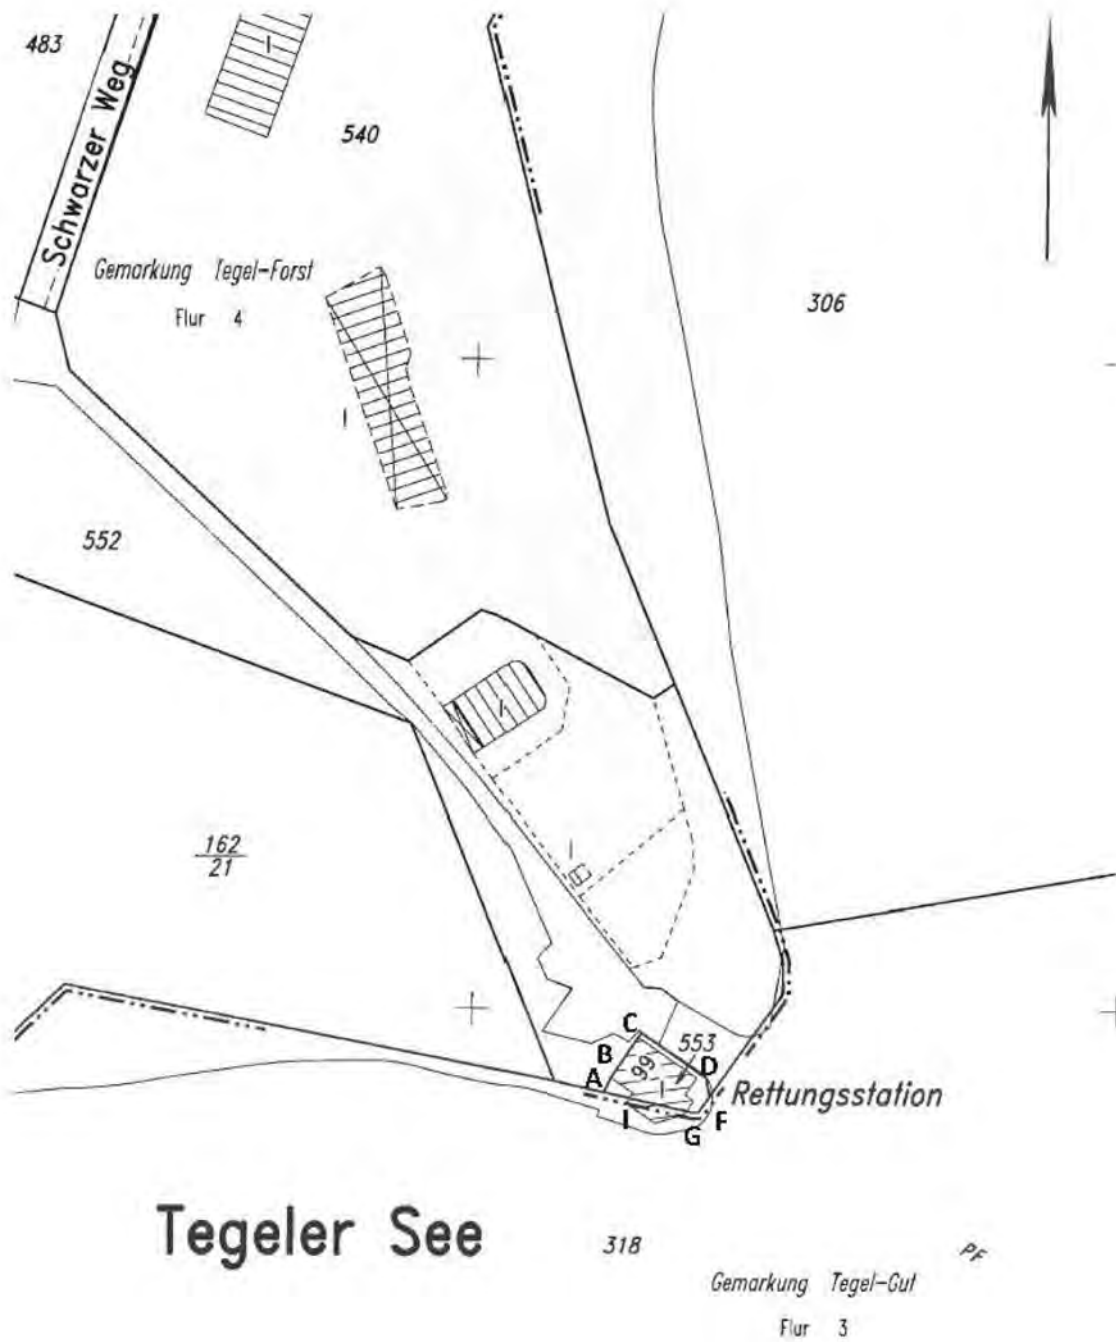 483
Schwarzer Weg
540
Gemarkung Tegel-Forst
Flur 4
306
552
162
21
C
553
B
99
D
A
Rettungsstation
I
F
G
Tegeler See
318
PF
Gemarkung Tegel-Gut
Flur 3